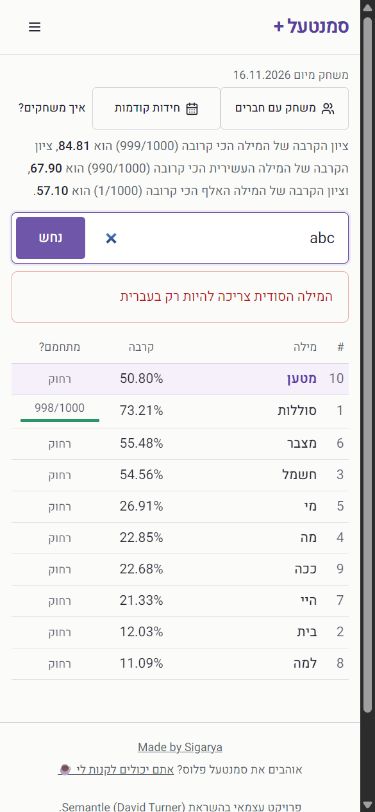 סמנטעל +
משחק מיום 16.11.2026
משחק עם חברים
חידות קודמות
איך משחקים?
ציון הקרבה של המילה הכי קרובה (999/1000) הוא 84.81, ציון
הקרבה של המילה העשירית הכי קרובה (990/1000) הוא 67.90,
וציון הקרבה של המילה האלף הכי קרובה (1/1000) הוא 57.10.
abc
נחש
המילה הסודית צריכה להיות רק בעברית
# מילה קרבה מתחמם?
10 מטען 50.80% רחוק
1 סוללות 73.21% 998/1000
6 מצבר 55.48% רחוק
3 חשמל 54.56% רחוק
5 מי 26.91% רחוק
4 מה 22.85% רחוק
9 ככה 22.68% רחוק
7 היי 21.33% רחוק
2 בית 12.03% רחוק
8 למה 11.09% רחוק
Made by Sigarya
אוהבים את סמנטעל פלוס? אתם יכולים לקנות לי
פרויקט עצמאי בהשראת Semantle (David Turner).